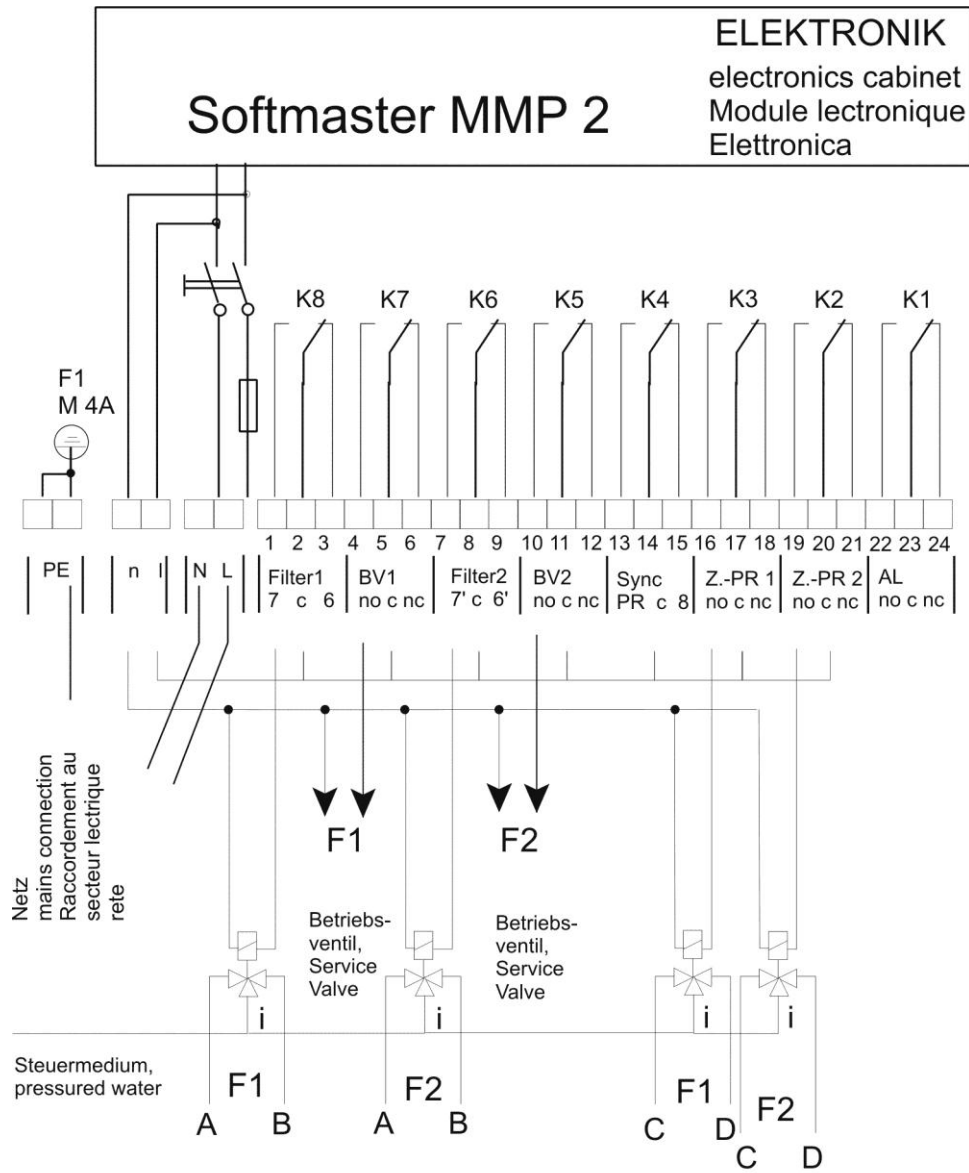 ELEKTRONIK
electronics cabinet
Module lectronique
Elettronica
Softmaster MMP 2
K8 K7 K6 K5 K4 K3 K2 K1
F1
M 4A
1 2 3 4 5 6 7 8 9 10 11 12 13 14 15 16 17 18 19 20 21 22 23 24
PE n l N L Filter1 BV1 Filter2 BV2 Sync Z.-PR 1 Z.-PR 2 AL
7 c 6 no c nc 7' c 6' no c nc PR c 8 no c nc no c nc no c nc
F1 F2
Netz
mains connection
Raccordement au
secteur lectrique
rete
Betriebs-
ventil,
Service
Valve
Betriebs-
ventil,
Service
Valve
i i i i
Steuermedium,
pressured water
F1 F2 F1 F2
A B A B C D
C D